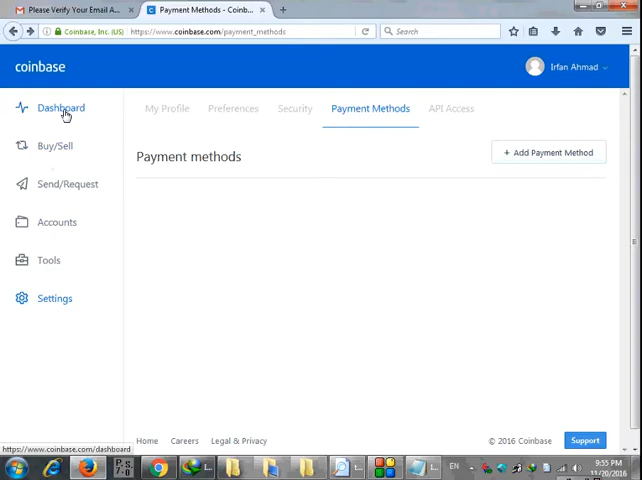 Please Verify Your Email A...
Payment Methods - Coinb...
Coinbase, Inc. (US)
https://www.coinbase.com/payment_methods
Search
coinbase
Irfan Ahmad
Dashboard
Buy/Sell
Send/Request
Accounts
Tools
Settings
My Profile
Preferences
Security
Payment Methods
API Access
Payment methods
+ Add Payment Method
Home
Careers
Legal & Privacy
© 2016 Coinbase
Support
https://www.coinbase.com/dashboard
P.S.
7.0
EN
9:55 PM
11/20/2016